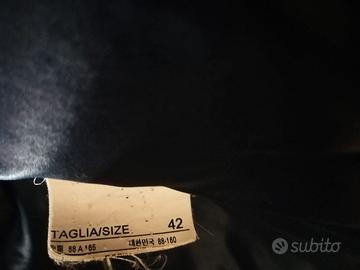 TAGLIA/SIZE 42
88 A 165 대한민국 88-160
subito